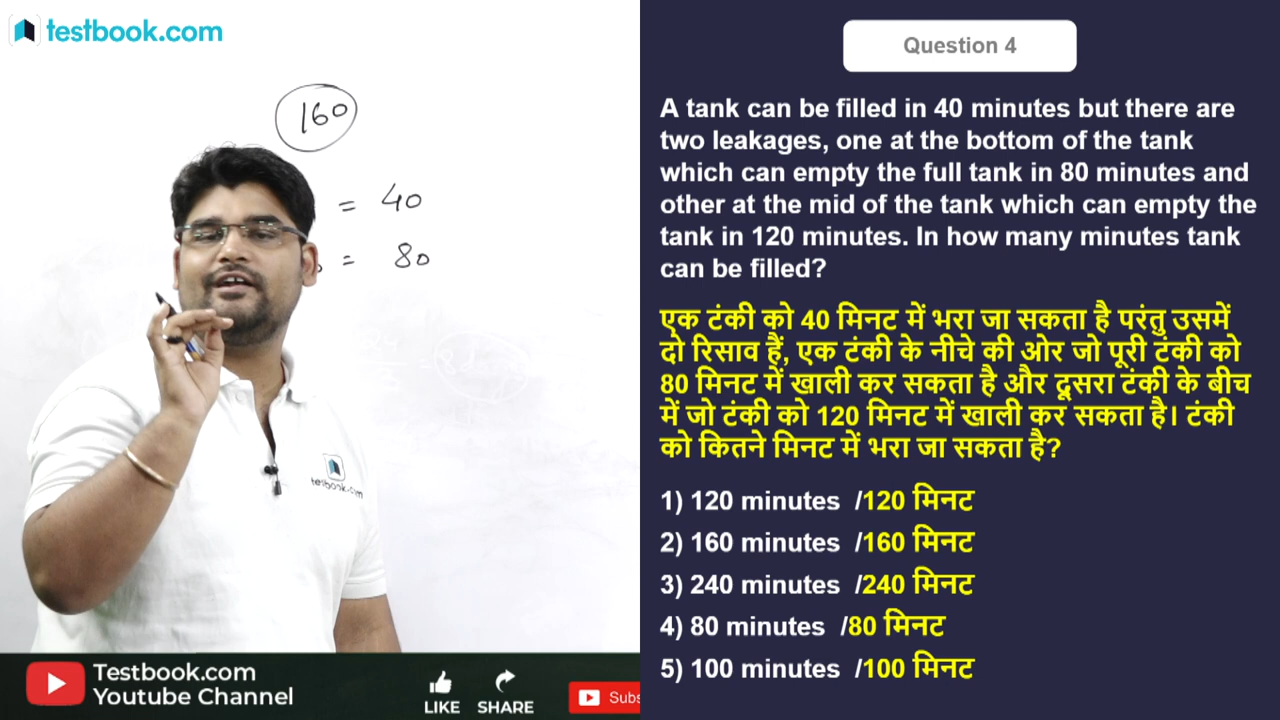 testbook.com
160
= 40
= 80
testbook.com
Testbook.com
Youtube Channel
LIKE
SHARE
Subs
Question 4
A tank can be filled in 40 minutes but there are
two leakages, one at the bottom of the tank
which can empty the full tank in 80 minutes and
other at the mid of the tank which can empty the
tank in 120 minutes. In how many minutes tank
can be filled?
एक टंकी को 40 मिनट में भरा जा सकता है परंतु उसमें
दो रिसाव हैं, एक टंकी के नीचे की ओर जो पूरी टंकी को
80 मिनट में खाली कर सकता है और दूसरा टंकी के बीच
में जो टंकी को 120 मिनट में खाली कर सकता है। टंकी
को कितने मिनट में भरा जा सकता है?
1) 120 minutes /120 मिनट
2) 160 minutes /160 मिनट
3) 240 minutes /240 मिनट
4) 80 minutes /80 मिनट
5) 100 minutes /100 मिनट